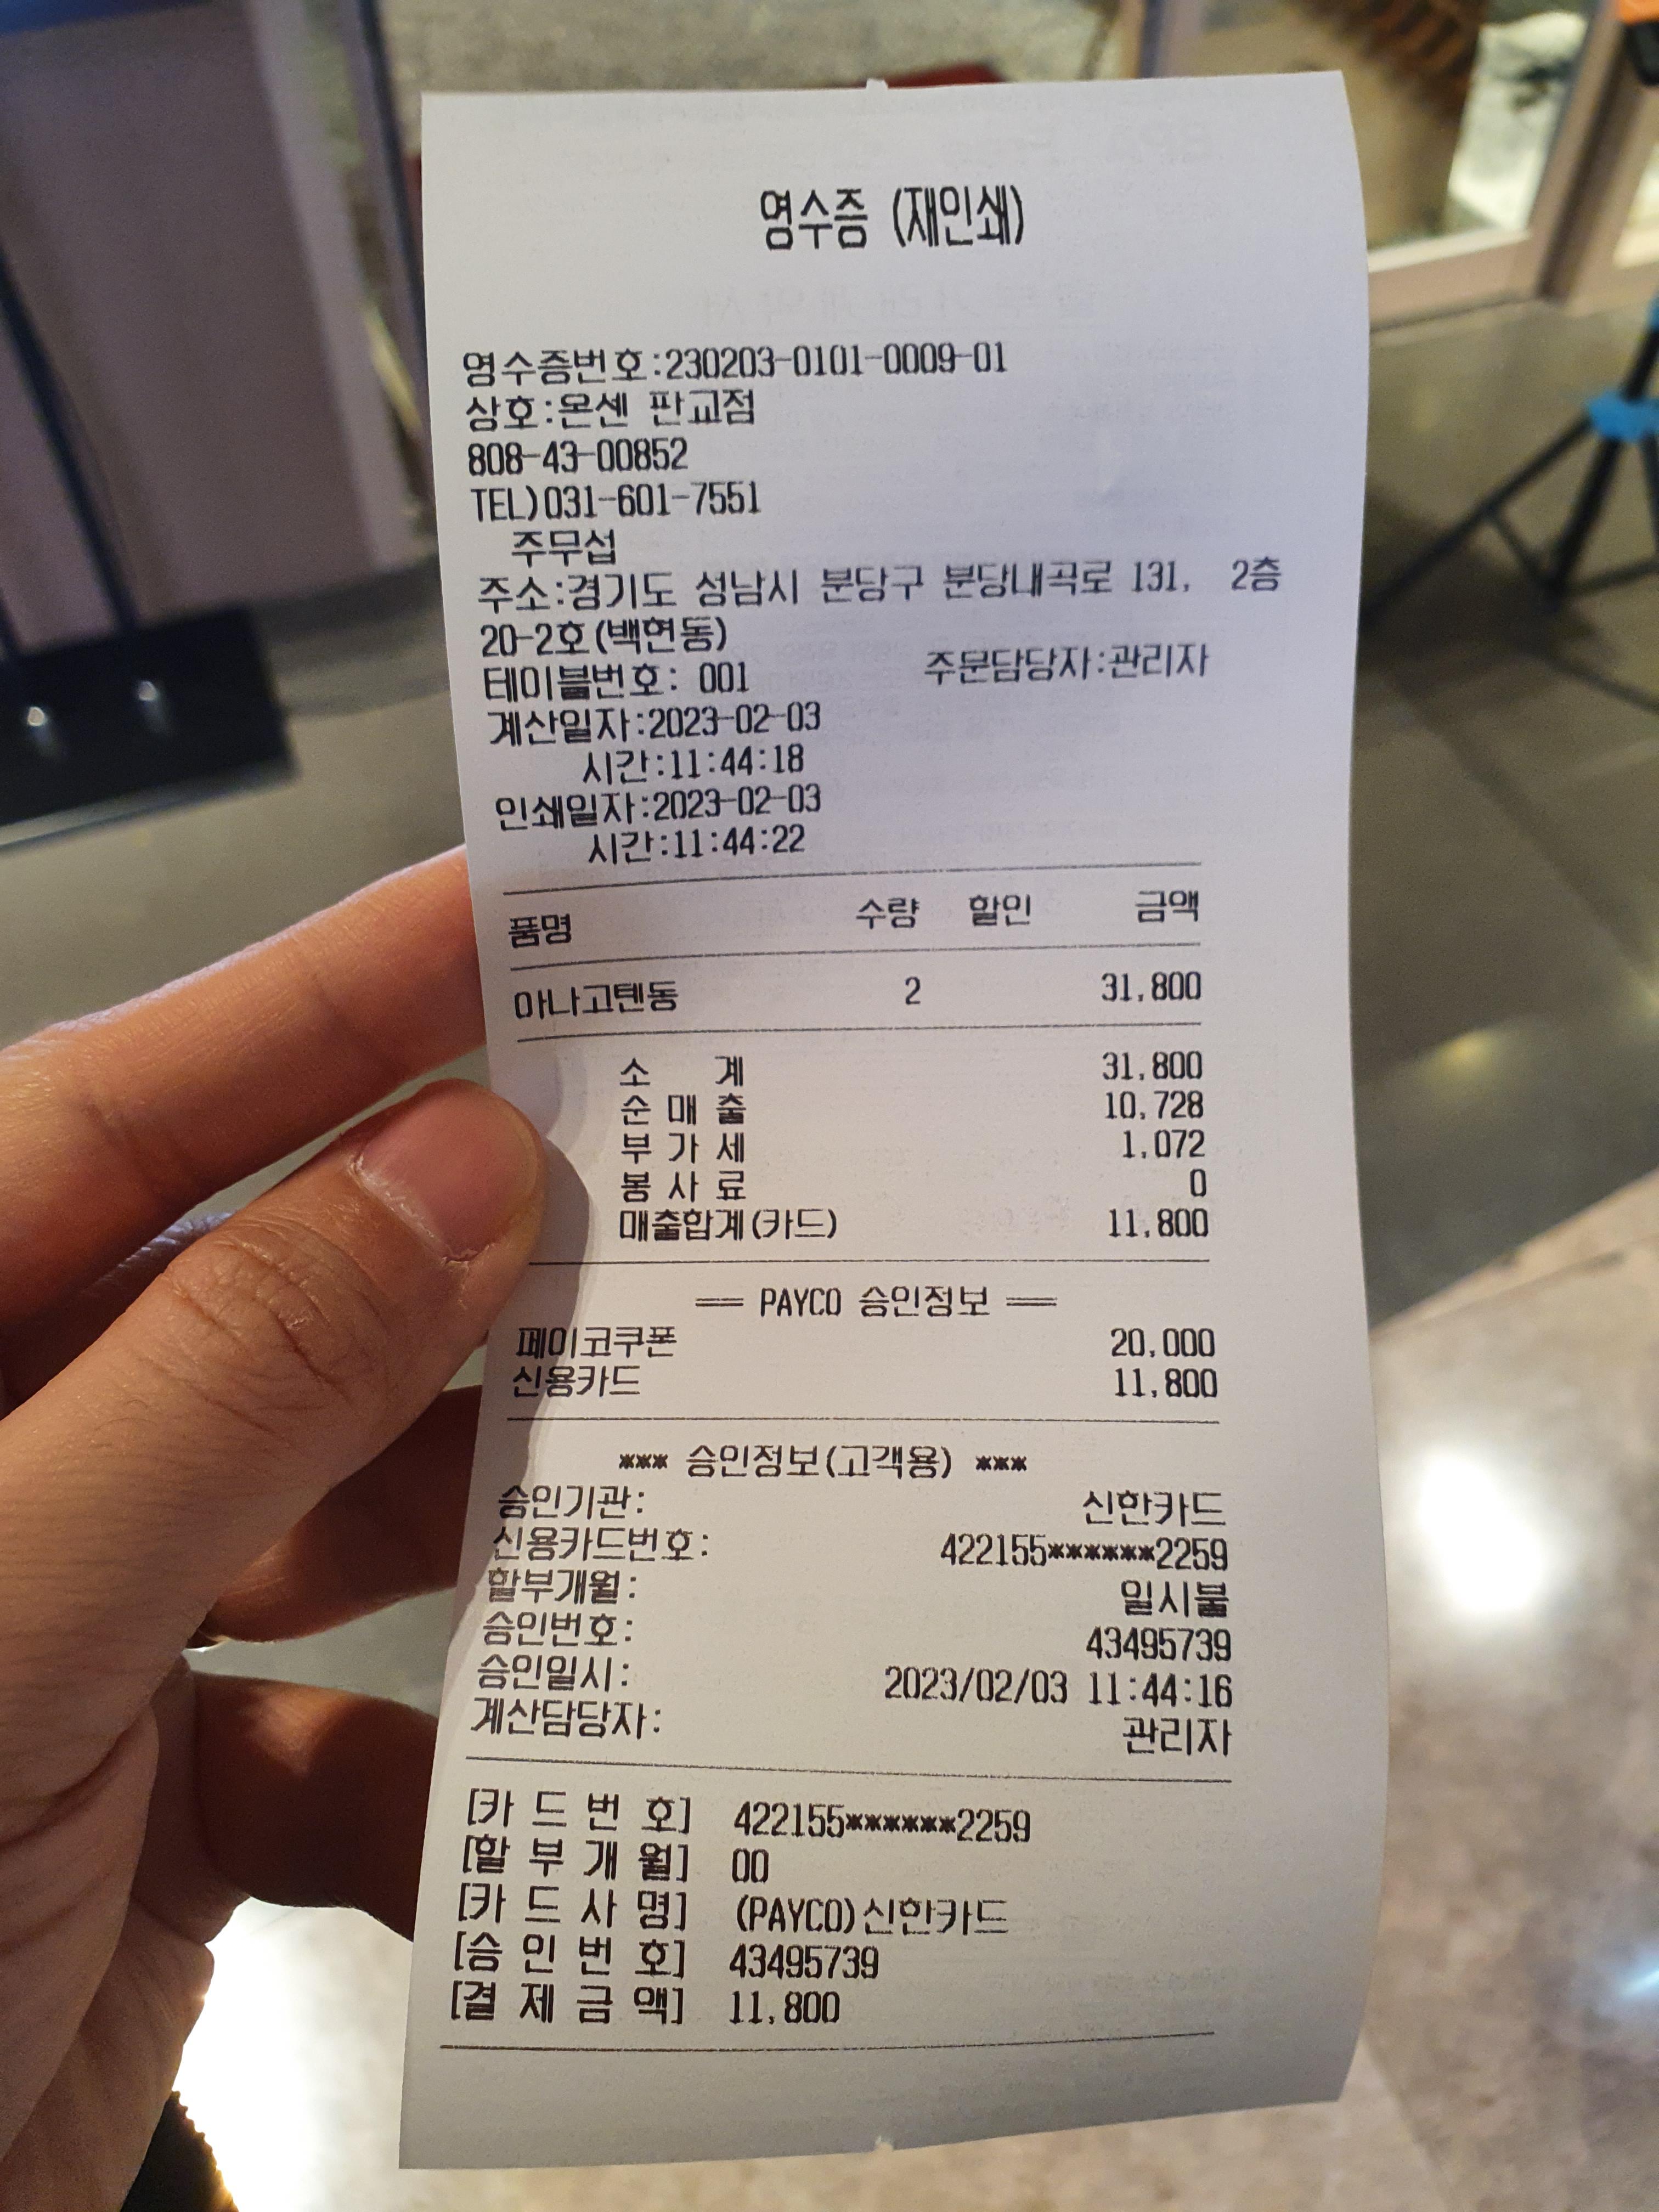 영수증 (재인쇄)
영수증번호:230203-0101-0009-01
상호:온센 판교점
808-43-00852
TEL)031-601-7551
주무섭
주소:경기도 성남시 분당구 분당내곡로 131, 2층
20-2호(백현동)
테이블번호: 001 주문담당자:관리자
계산일자:2023-02-03
시간:11:44:18
인쇄일자:2023-02-03
시간:11:44:22
품명 수량 할인 금액
아나고텐동 2 31,800
소 계 31,800
순 매 출 10,728
부 가 세 1,072
봉 사 료 0
매출합계(카드) 11,800
== PAYCO 승인정보 ==
페이코쿠폰 20,000
신용카드 11,800
*** 승인정보(고객용) ***
승인기관: 신한카드
신용카드번호: 422155******2259
할부개월: 일시불
승인번호: 43495739
승인일시: 2023/02/03 11:44:16
계산담당자: 관리자
[카 드 번 호] 422155******2259
[할 부 개 월] 00
[카 드 사 명] (PAYCO)신한카드
[승 인 번 호] 43495739
[결 제 금 액] 11,800